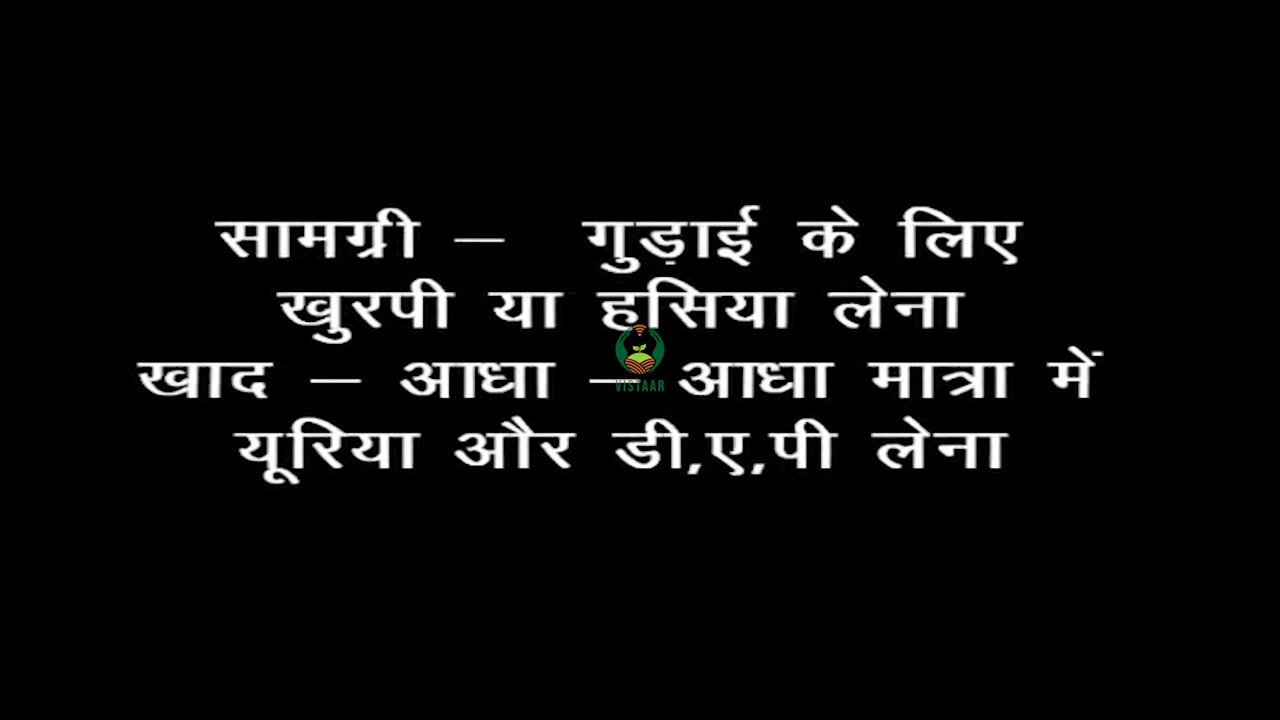 सामग्री – गुड़ाई के लिए
खुरपी या हसिया लेना
खाद – आधा – आधा मात्रा में
यूरिया और डी,ए,पी लेना
VISTAAR